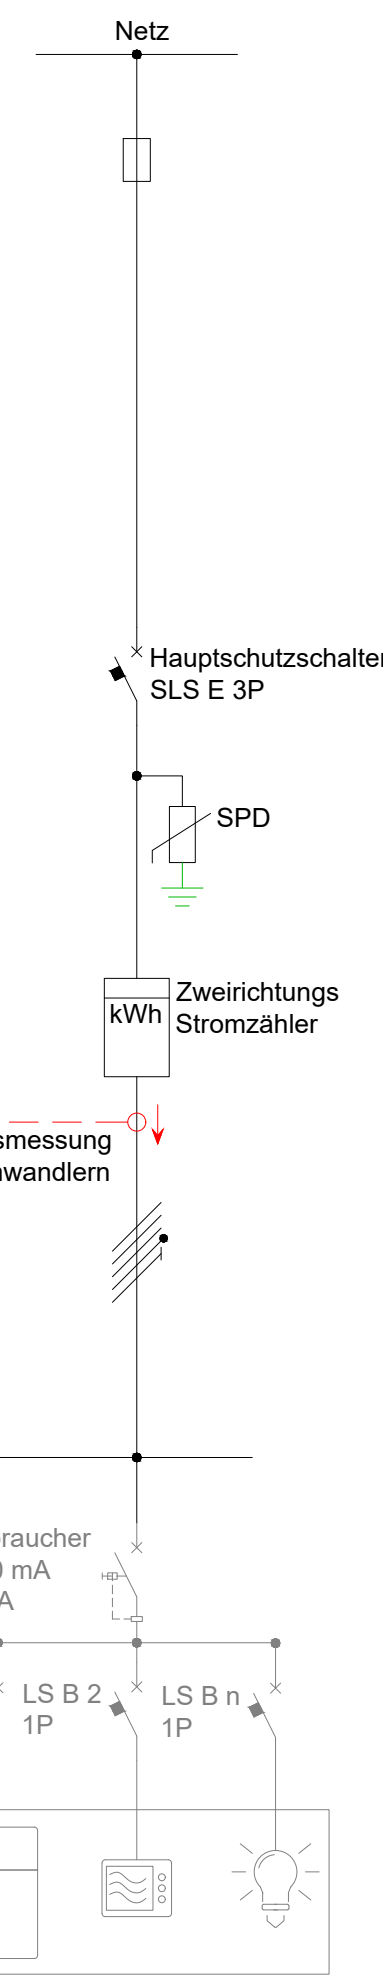 Netz
Hauptschutzschalter
SLS E 3P
SPD
Zweirichtungs
kWh
Stromzähler
smessung
wandlern
raucher
0 mA
A
LS B 2
1P
LS B n
1P